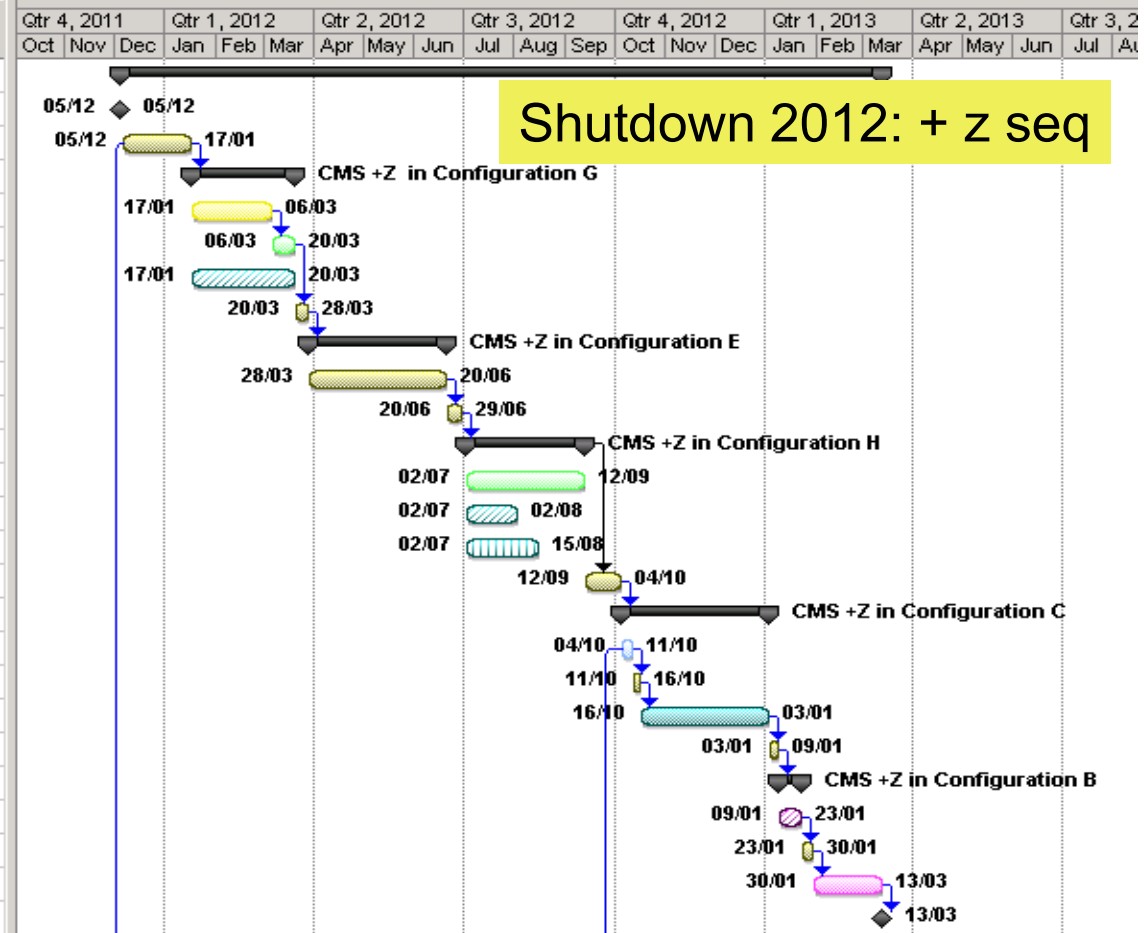 Qtr 4, 2011 Qtr 1, 2012 Qtr 2, 2012 Qtr 3, 2012 Qtr 4, 2012 Qtr 1, 2013 Qtr 2, 2013 Qtr 3, 2
Oct Nov Dec Jan Feb Mar Apr May Jun Jul Aug Sep Oct Nov Dec Jan Feb Mar Apr May Jun Jul Au
05/12 05/12
Shutdown 2012: + z seq
05/12 17/01
CMS +Z in Configuration G
17/01 06/03
06/03 20/03
17/01 20/03
20/03 28/03
CMS +Z in Configuration E
28/03 20/06
20/06 29/06
CMS +Z in Configuration H
02/07 12/09
02/07 02/08
02/07 15/08
12/09 04/10
CMS +Z in Configuration C
04/10 11/10
11/10 16/10
16/10 03/01
03/01 09/01
CMS +Z in Configuration B
09/01 23/01
23/01 30/01
30/01 13/03
13/03